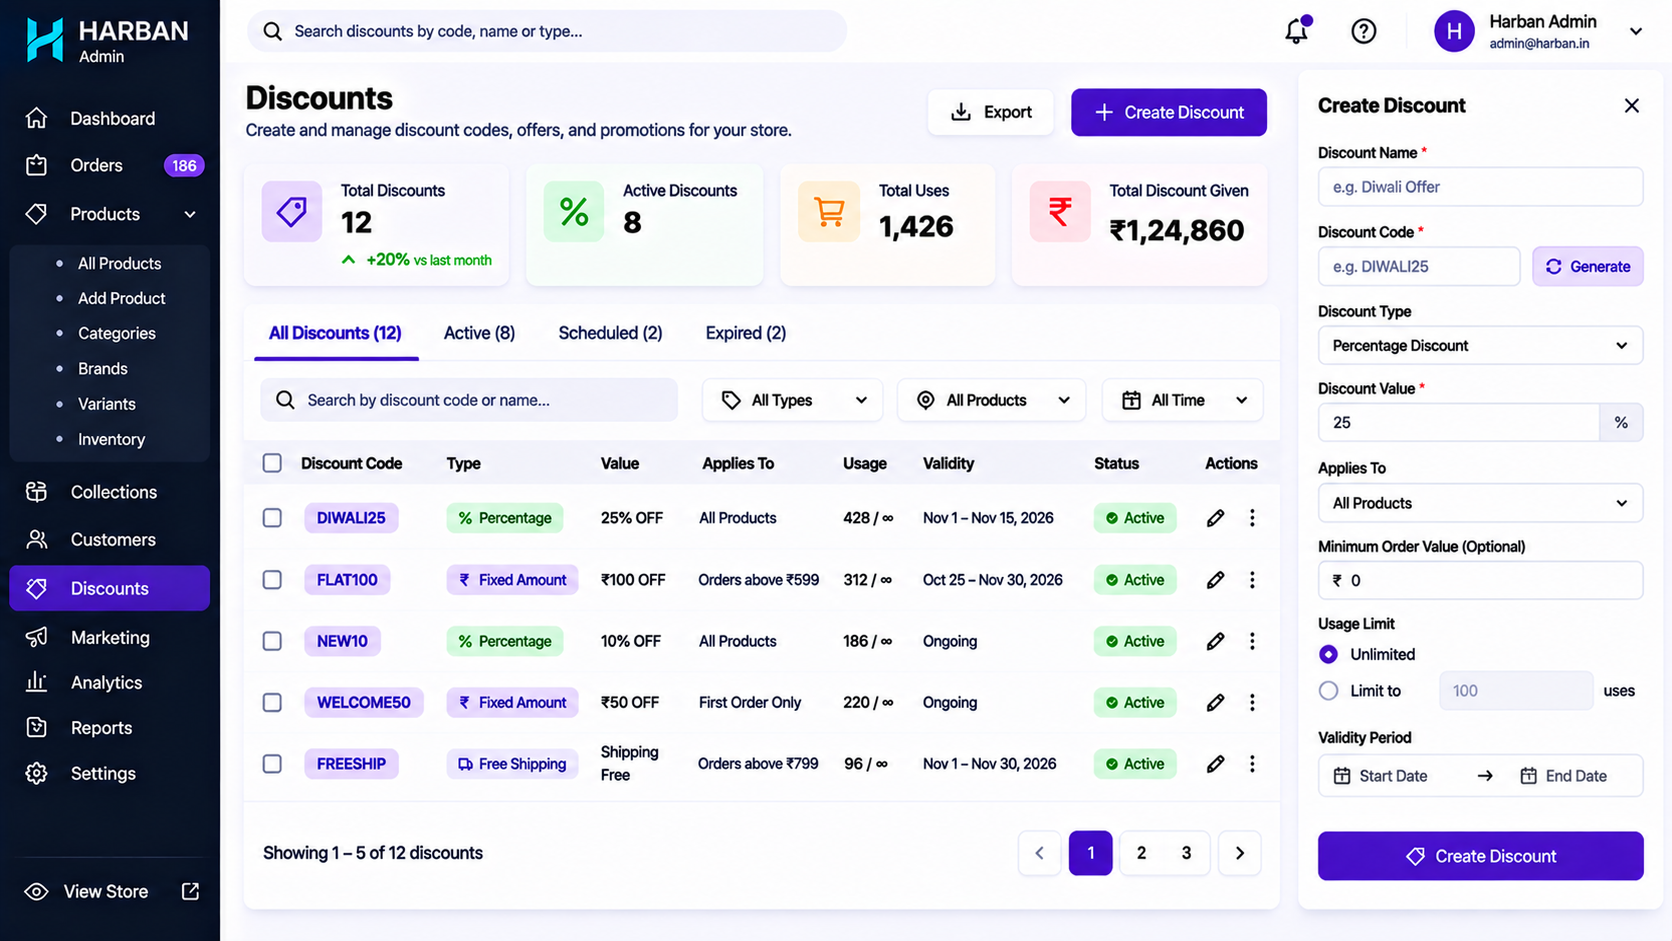 HARBAN
Admin
Dashboard
Orders 186
Products
All Products
Add Product
Categories
Brands
Variants
Inventory
Collections
Customers
Discounts
Marketing
Analytics
Reports
Settings
View Store
Search discounts by code, name or type...
H
Harban Admin
admin@harban.in
Discounts
Create and manage discount codes, offers, and promotions for your store.
Export
+ Create Discount
Total Discounts
12
+20% vs last month
%
Active Discounts
8
Total Uses
1,426
₹
Total Discount Given
₹1,24,860
All Discounts (12) Active (8) Scheduled (2) Expired (2)
Search by discount code or name... All Types All Products All Time
Discount Code Type Value Applies To Usage Validity Status Actions
DIWALI25 % Percentage 25% OFF All Products 428 / ∞ Nov 1 – Nov 15, 2026 Active
FLAT100 ₹ Fixed Amount ₹100 OFF Orders above ₹599 312 / ∞ Oct 25 – Nov 30, 2026 Active
NEW10 % Percentage 10% OFF All Products 186 / ∞ Ongoing Active
WELCOME50 ₹ Fixed Amount ₹50 OFF First Order Only 220 / ∞ Ongoing Active
FREESHIP Free Shipping Shipping Free Orders above ₹799 96 / ∞ Nov 1 – Nov 30, 2026 Active
Showing 1 – 5 of 12 discounts
1 2 3
Create Discount
Discount Name *
e.g. Diwali Offer
Discount Code *
e.g. DIWALI25 Generate
Discount Type
Percentage Discount
Discount Value *
25 %
Applies To
All Products
Minimum Order Value (Optional)
₹ 0
Usage Limit
Unlimited
Limit to 100 uses
Validity Period
Start Date → End Date
Create Discount